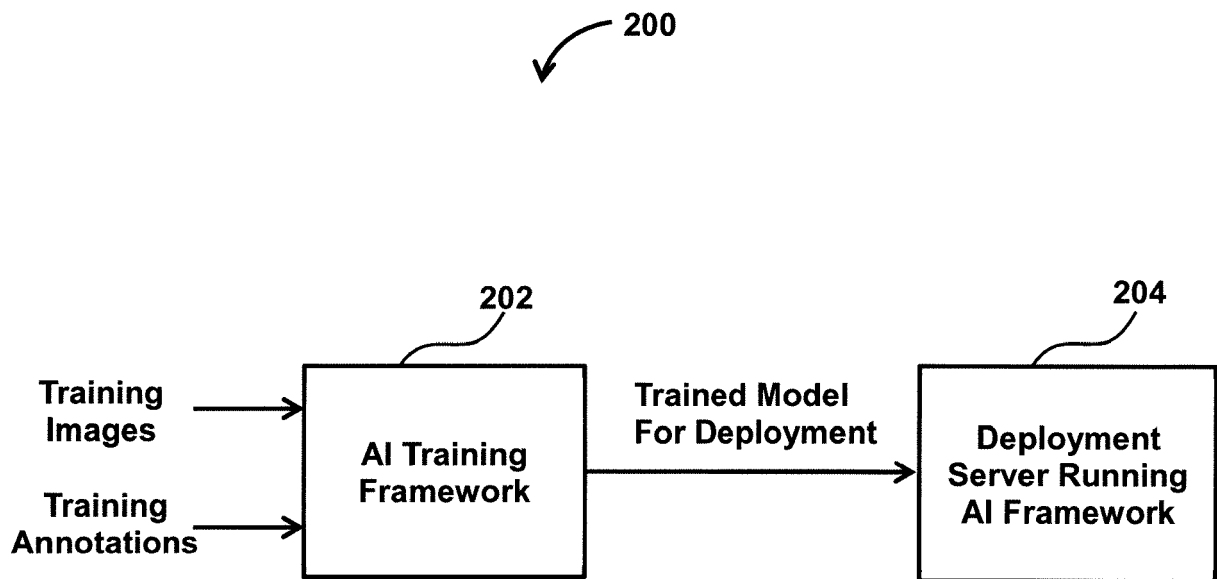 200
202
204
Training
Images
Training
Annotations
AI Training
Framework
Trained Model
For Deployment
Deployment
Server Running
AI Framework